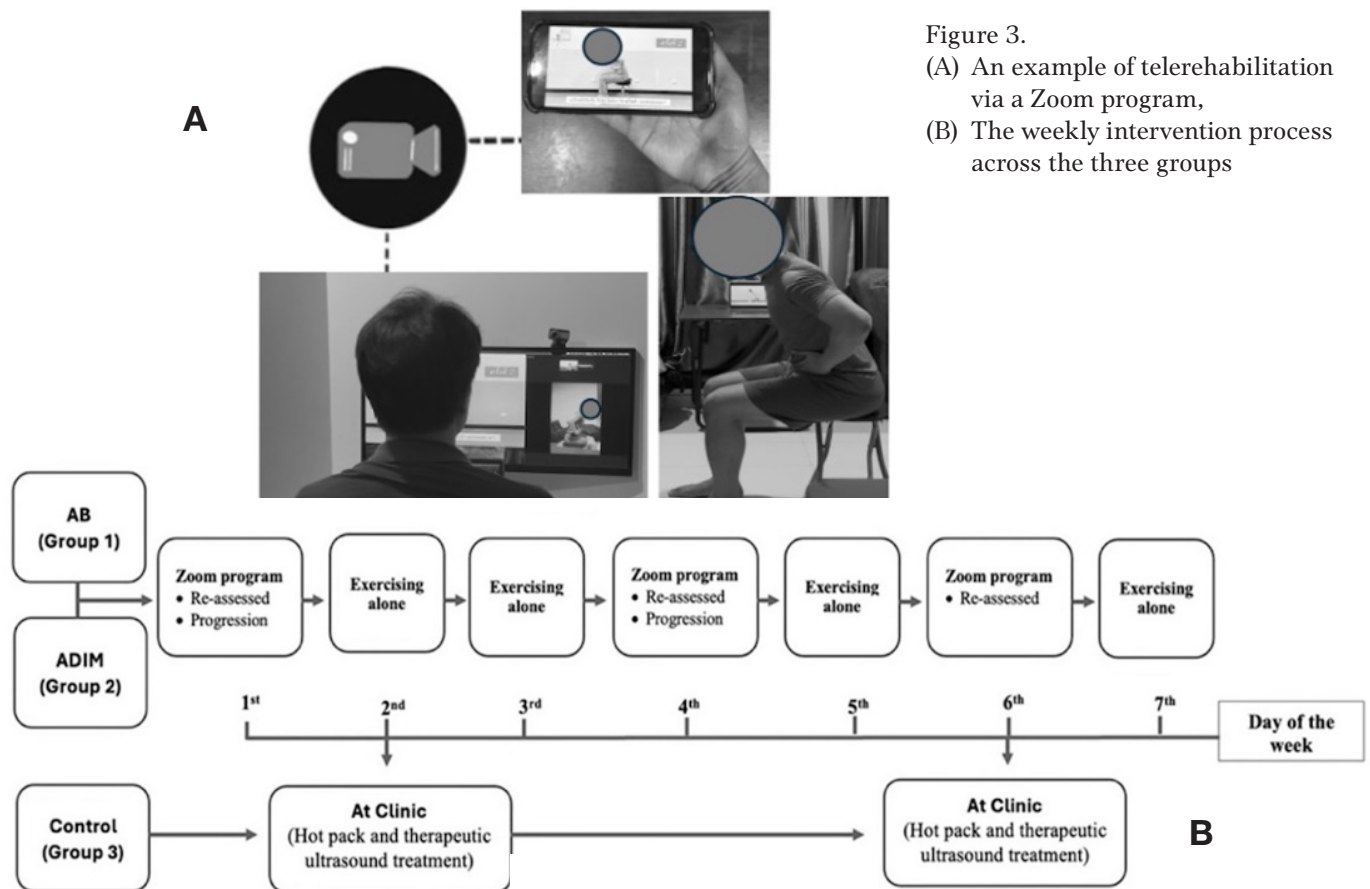 Figure 3.
(A) An example of telerehabilitation
via a Zoom program,
(B) The weekly intervention process
across the three groups
A
AB
(Group 1)
ADIM
(Group 2)
Zoom program
• Re-assessed
• Progression
Exercising
alone
Exercising
alone
Zoom program
• Re-assessed
• Progression
Exercising
alone
Zoom program
• Re-assessed
Exercising
alone
1st
2nd
3rd
4th
5th
6th
7th
Day of the
week
Control
(Group 3)
At Clinic
(Hot pack and therapeutic
ultrasound treatment)
At Clinic
(Hot pack and therapeutic
ultrasound treatment)
B